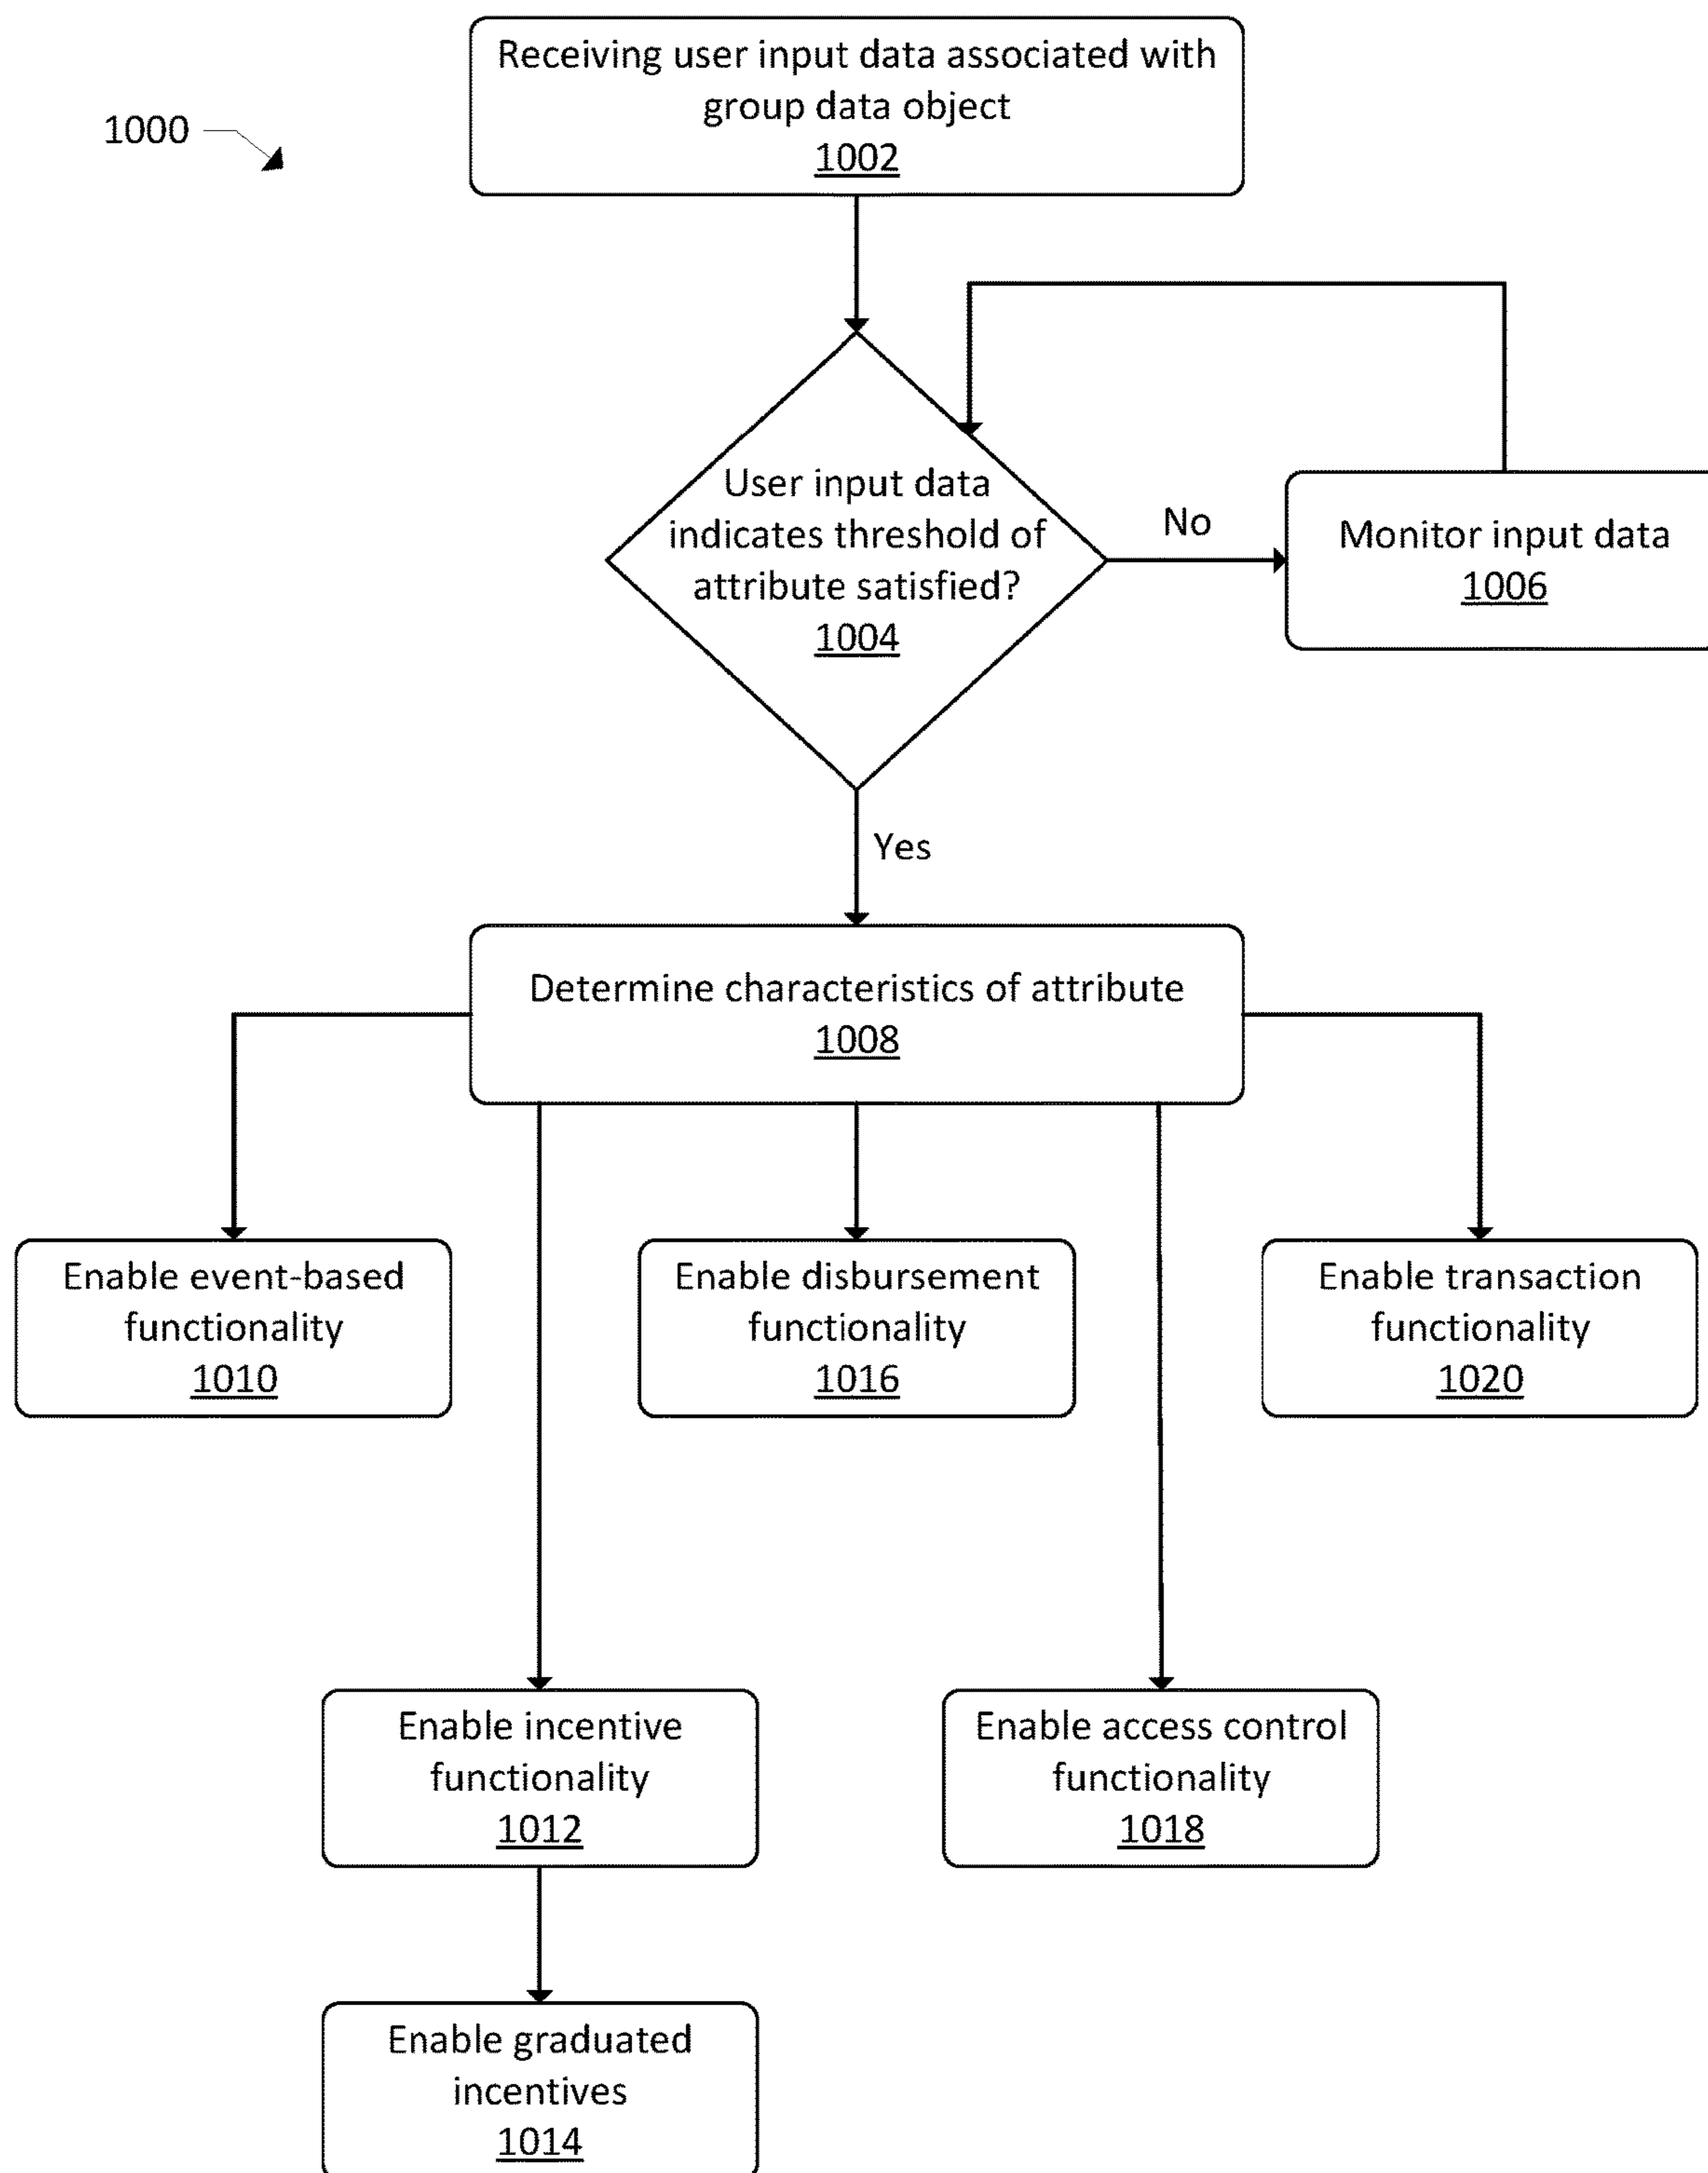 Receiving user input data associated with
group data object
1002
1000
User input data
indicates threshold of
attribute satisfied?
1004
No
Monitor input data
1006
Yes
Determine characteristics of attribute
1008
Enable event-based
functionality
1010
Enable disbursement
functionality
1016
Enable transaction
functionality
1020
Enable incentive
functionality
1012
Enable access control
functionality
1018
Enable graduated
incentives
1014